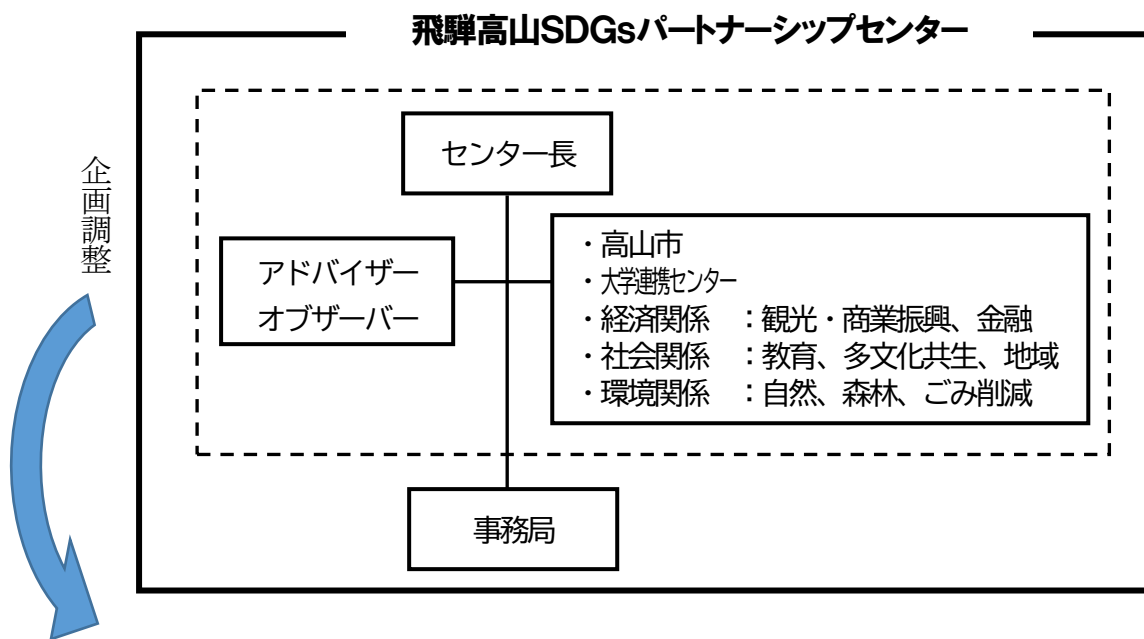 飛騨高山SDGsパートナーシップセンター
企画調整
センター長
アドバイザー
オブザーバー
・高山市
・大学連携センター
・経済関係　：観光・商業振興、金融
・社会関係　：教育、多文化共生、地域
・環境関係　：自然、森林、ごみ削減
事務局